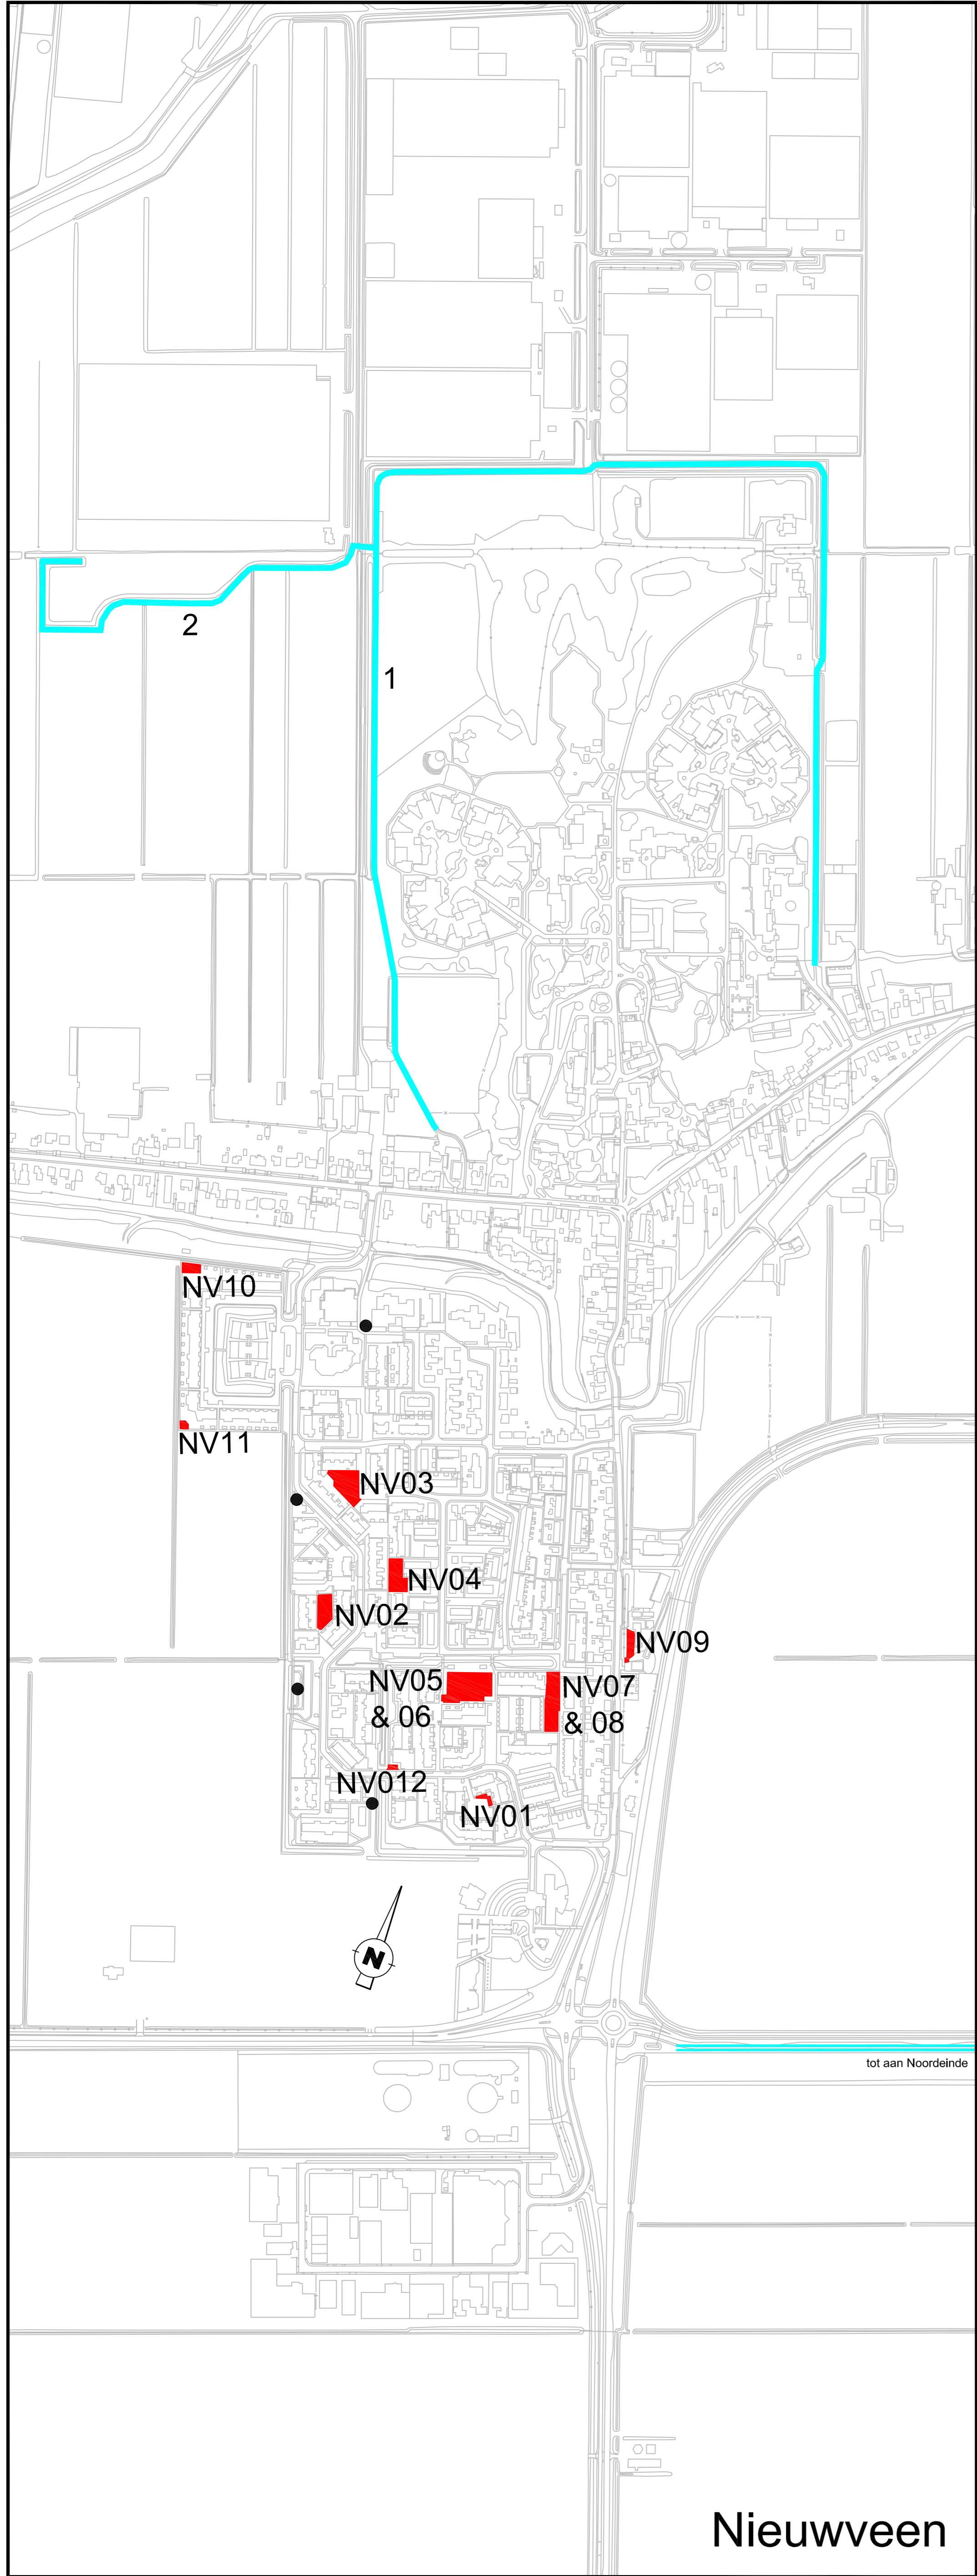 2
1
NV10
NV11
NV03
NV04
NV02
NV09
NV05
& 06
NV07
& 08
NV012
NV01
N
tot aan Noordeinde
Nieuwveen